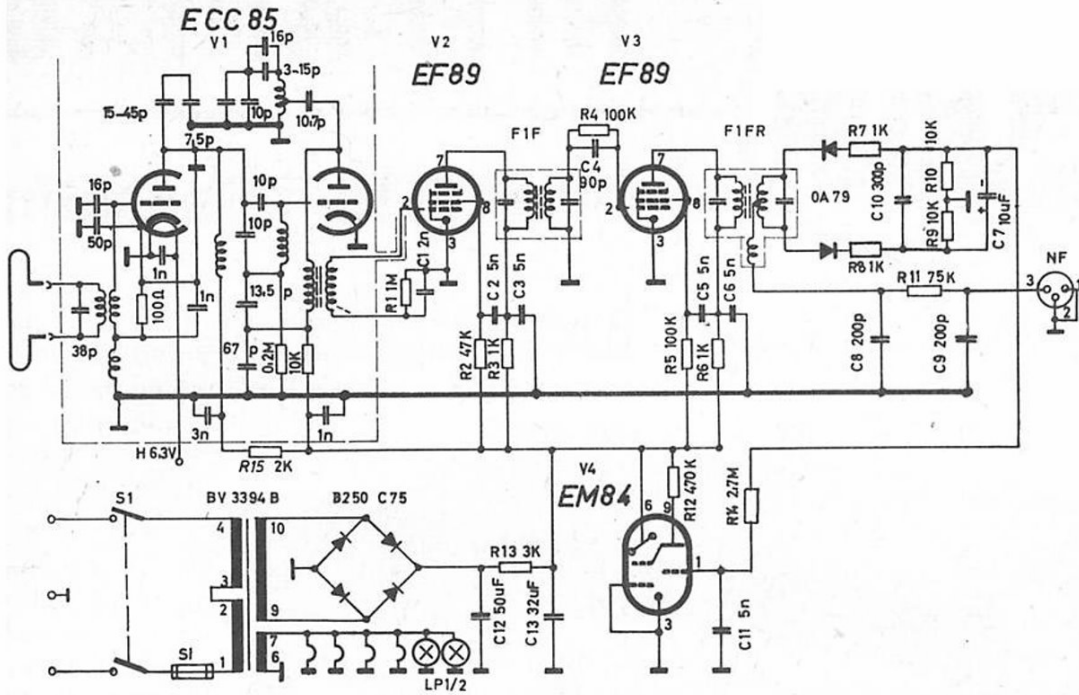 ECC 85
V1
16p
3-15p
15-45p
10p
10,7p
7,5p
V2
EF89
V3
EF89
R4 100K
C4
90p
F1F
F1FR
R7 1K
10K
R10
0A 79
C10 300p
R9 10K
C7
10uF
R8 1K
NF
R11 75K
3
1
2
C8 200p
C9 200p
16p
50p
10p
10p
1n
100Ω
1n
13,5
p
38p
67
p
0,2M
10K
7
2
8
3
R1 1M
C1 2n
C2 5n
C3 5n
R2 47K
R3 1K
7
2
8
3
C5 5n
C6 5n
R5 100K
R6 1K
3n
1n
H 6,3V
R15 2K
S1
BV 3394 B
B250 C75
4
10
3
2
9
1
7
6
SI
LP1/2
R13 3K
C12 50uF
C13 32uF
V4
EM84
6
9
R12 470K
R14 2,7M
1
3
C11 5n